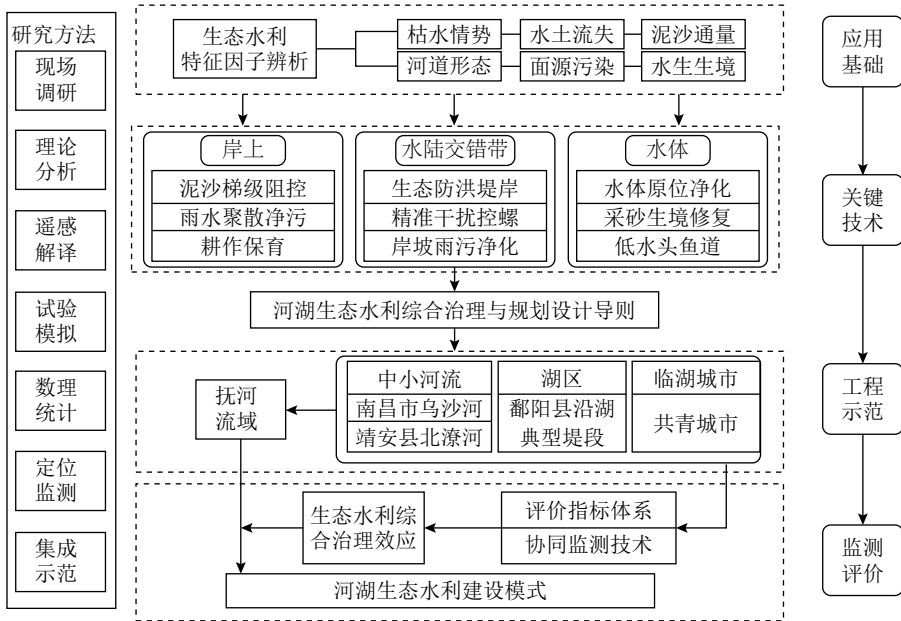 研究方法
现场
调研
理论
分析
遥感
解译
试验
模拟
数理
统计
定位
监测
集成
示范
生态水利
特征因子辨析
枯水情势
水土流失
泥沙通量
河道形态
面源污染
水生生境
岸上
泥沙梯级阻控
雨水聚散净污
耕作保育
水陆交错带
生态防洪堤岸
精准干扰控螺
岸坡雨污净化
水体
水体原位净化
采砂生境修复
低水头鱼道
河湖生态水利综合治理与规划设计导则
抚河
流域
中小河流
南昌市乌沙河
靖安县北潦河
湖区
鄱阳县沿湖
典型堤段
临湖城市
共青城市
生态水利综
合治理效应
评价指标体系
协同监测技术
河湖生态水利建设模式
应用
基础
关键
技术
工程
示范
监测
评价